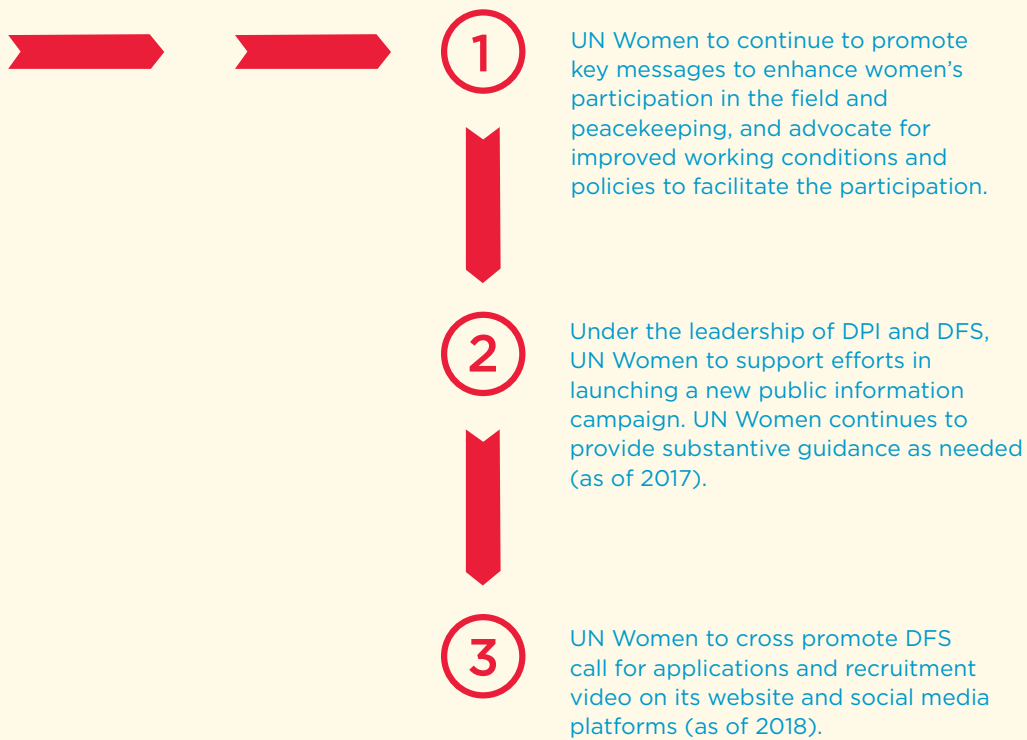 1
UN Women to continue to promote
key messages to enhance women's
participation in the field and
peacekeeping, and advocate for
improved working conditions and
policies to facilitate the participation.
2
Under the leadership of DPI and DFS,
UN Women to support efforts in
launching a new public information
campaign. UN Women continues to
provide substantive guidance as needed
(as of 2017).
3
UN Women to cross promote DFS
call for applications and recruitment
video on its website and social media
platforms (as of 2018).